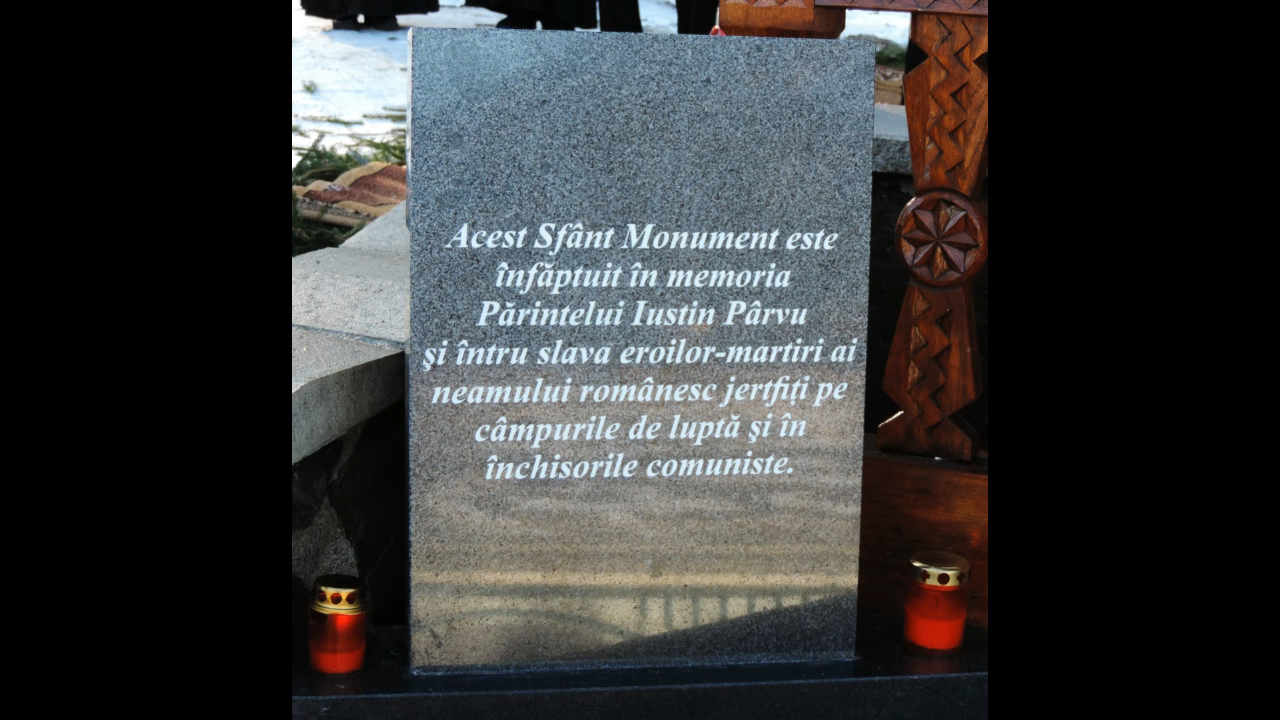 Acest Sfânt Monument este
înfăptuit în memoria
Părintelui Iustin Pârvu
şi întru slava eroilor-martiri ai
neamului românesc jertfiți pe
câmpurile de luptă şi în
închisorile comuniste.